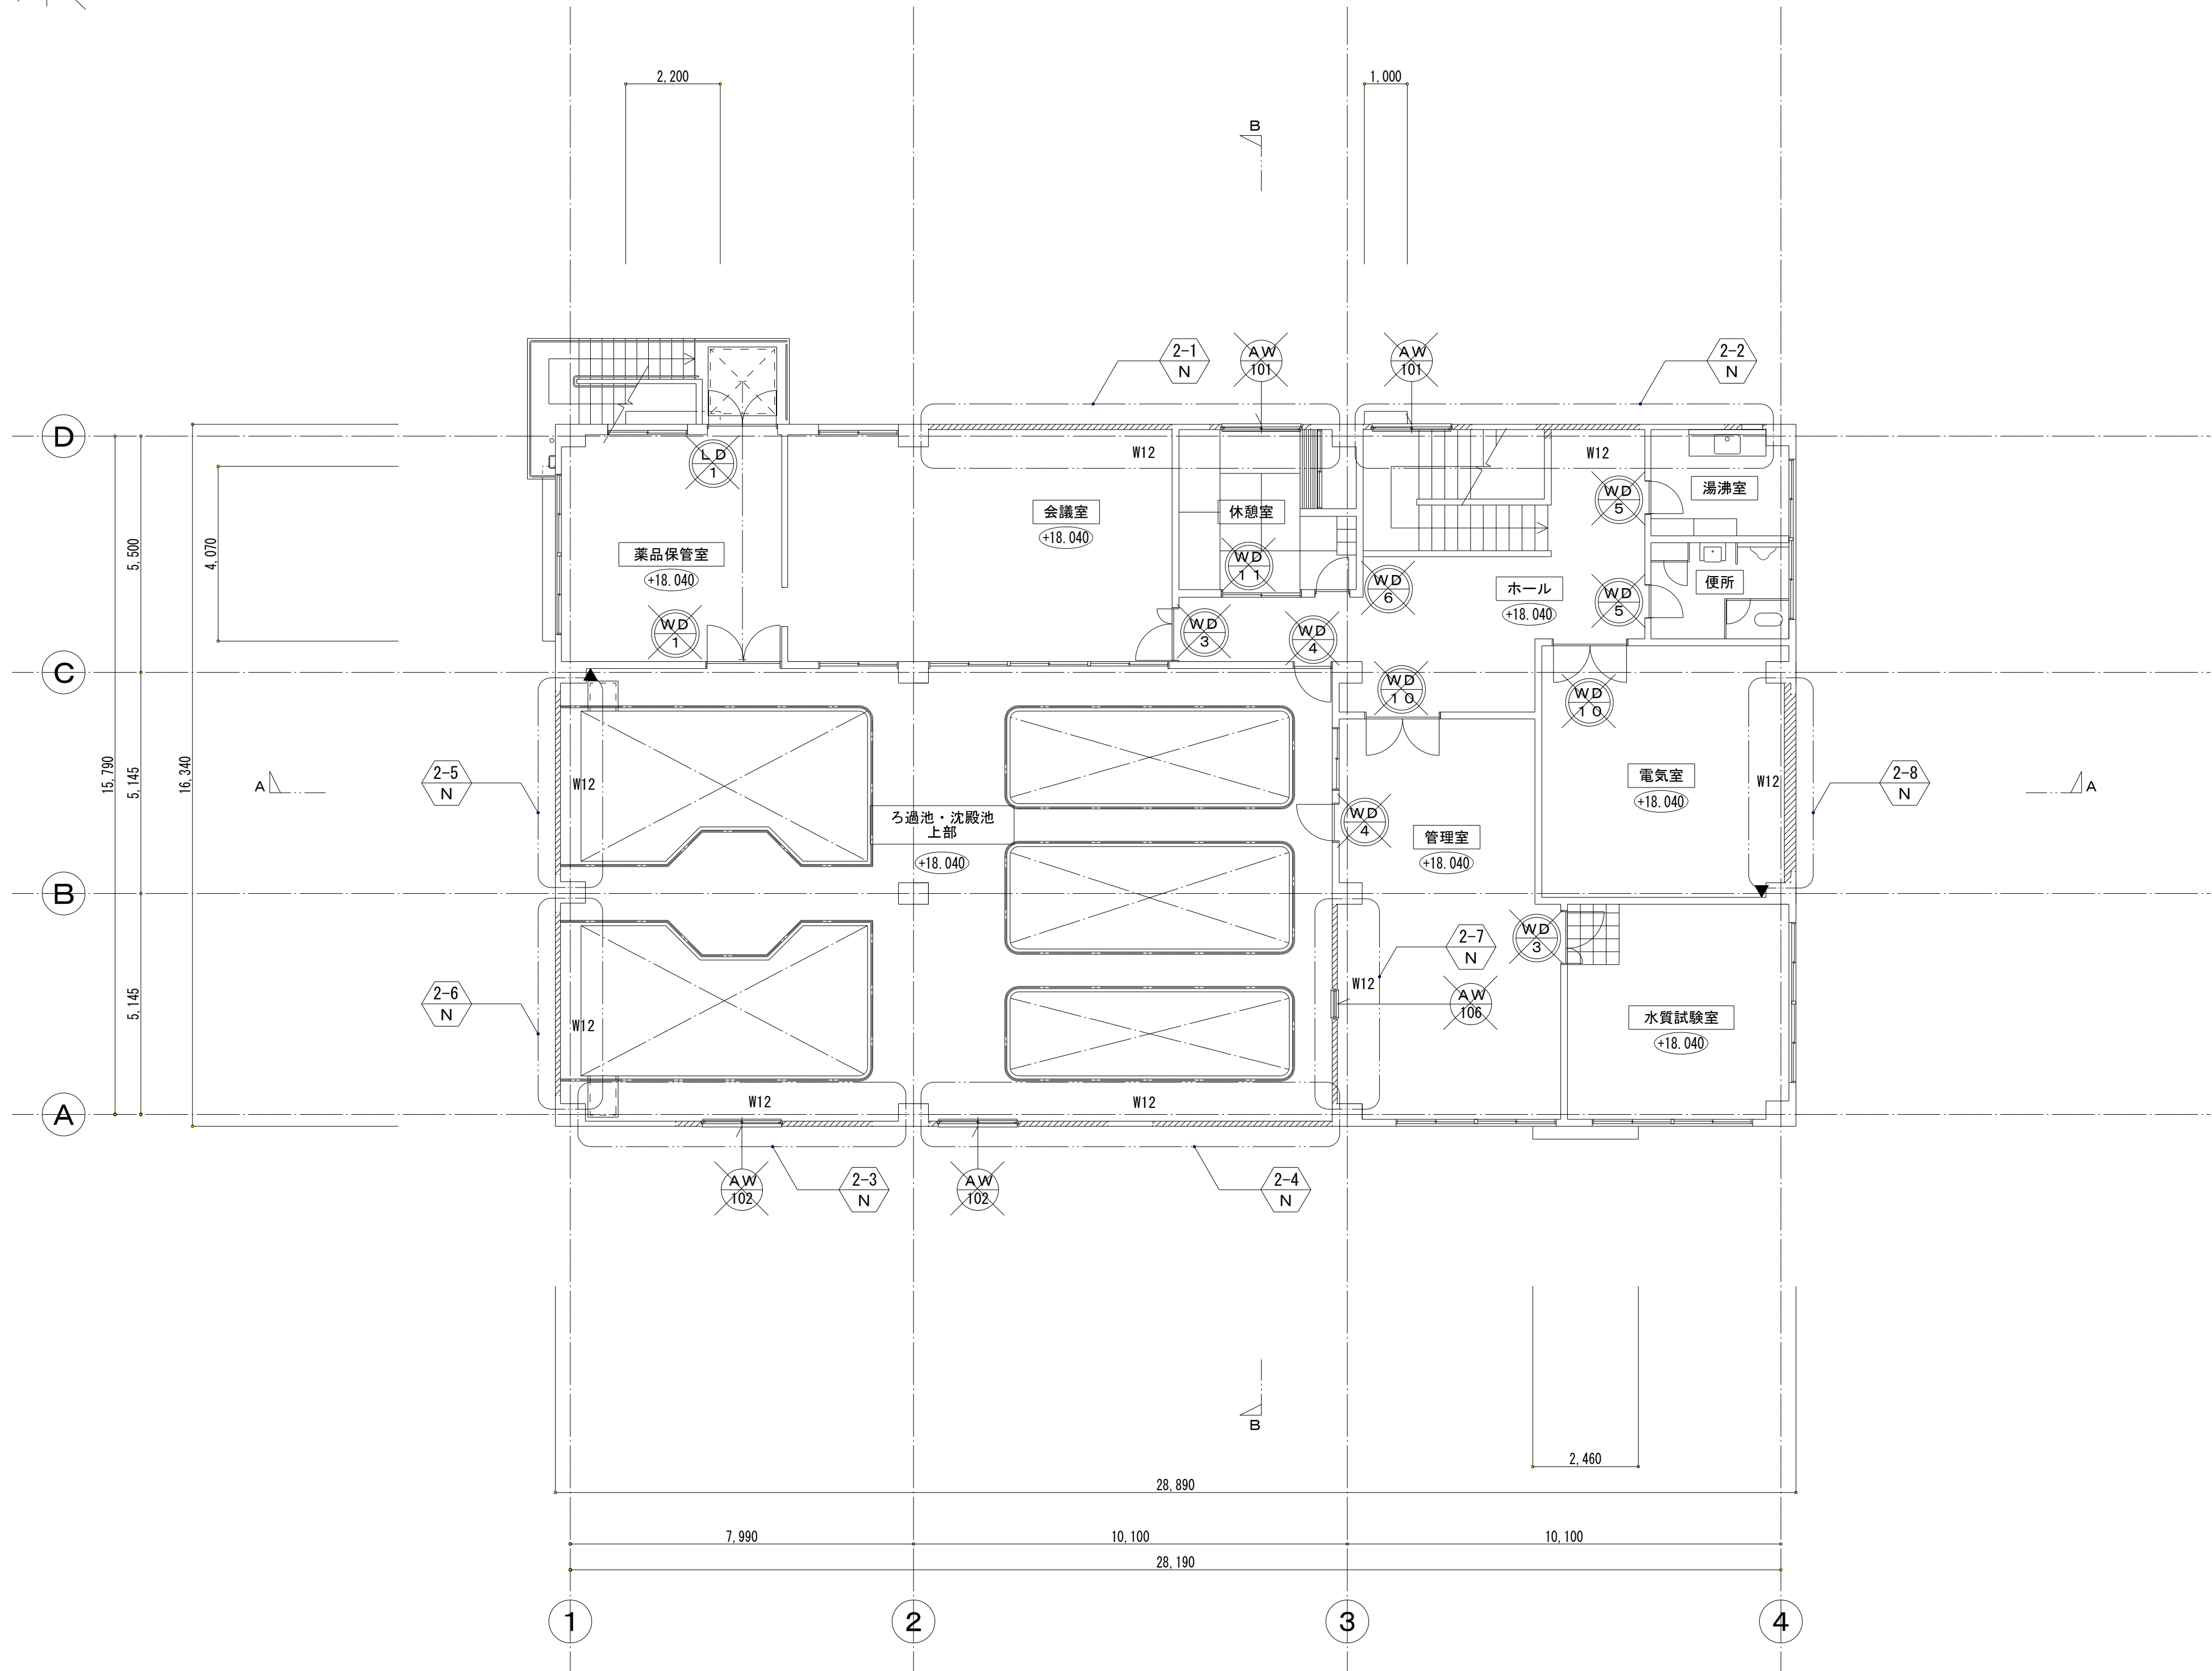 2,200
1,000
B
2-1
N
AW
101
AW
101
2-2
N
D
LD
1
W12
W12
WD
5
湯沸室
会議室
+18.040
休憩室
薬品保管室
+18.040
WD
11
WD
6
ホール
+18.040
便所
WD
5
WD
1
WD
3
WD
4
5,500
4,070
C
WD
10
WD
10
15,790
5,145
16,340
A
2-5
N
W12
ろ過池・沈殿池
上部
+18.040
WD
4
管理室
+18.040
電気室
+18.040
W12
2-8
N
A
B
WD
3
2-7
N
2-6
N
W12
W12
AW
106
水質試験室
+18.040
5,145
A
W12
W12
AW
102
2-3
N
AW
102
2-4
N
B
2,460
28,890
7,990
10,100
10,100
28,190
1
2
3
4